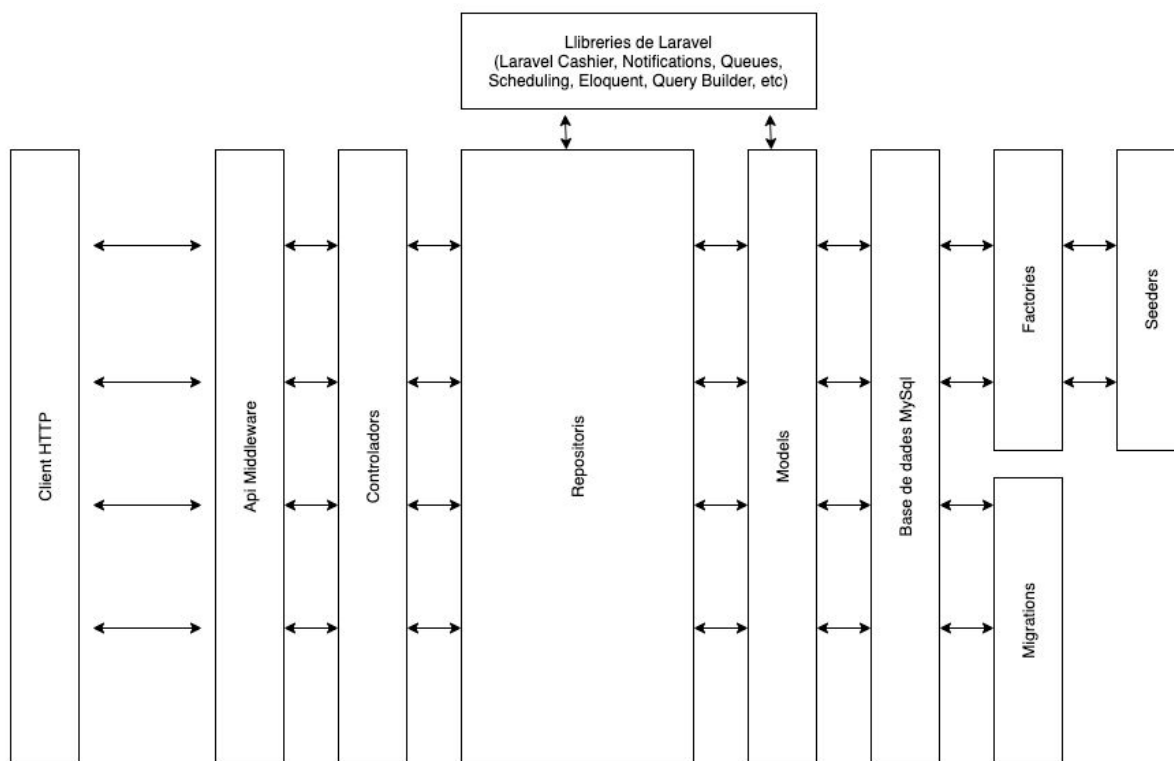 Llibreries de Laravel
(Laravel Cashier, Notifications, Queues,
Scheduling, Eloquent, Query Builder, etc)
Client HTTP
Api Middleware
Controladors
Repositoris
Models
Base de dades MySql
Factories
Seeders
Migrations